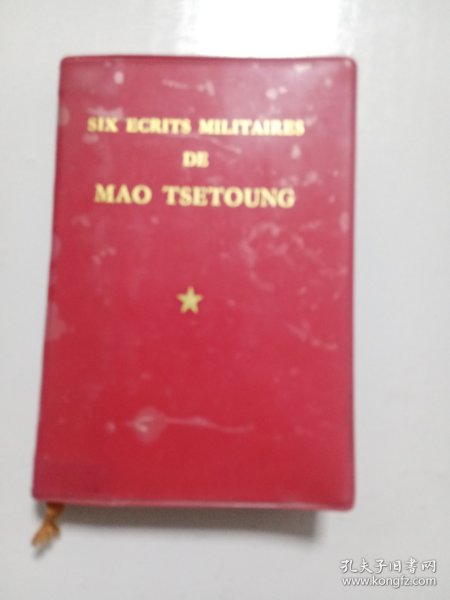 SIX ECRITS MILITAIRES
DE
MAO TSETOUNG
孔夫子旧书网
www.kongfz.com